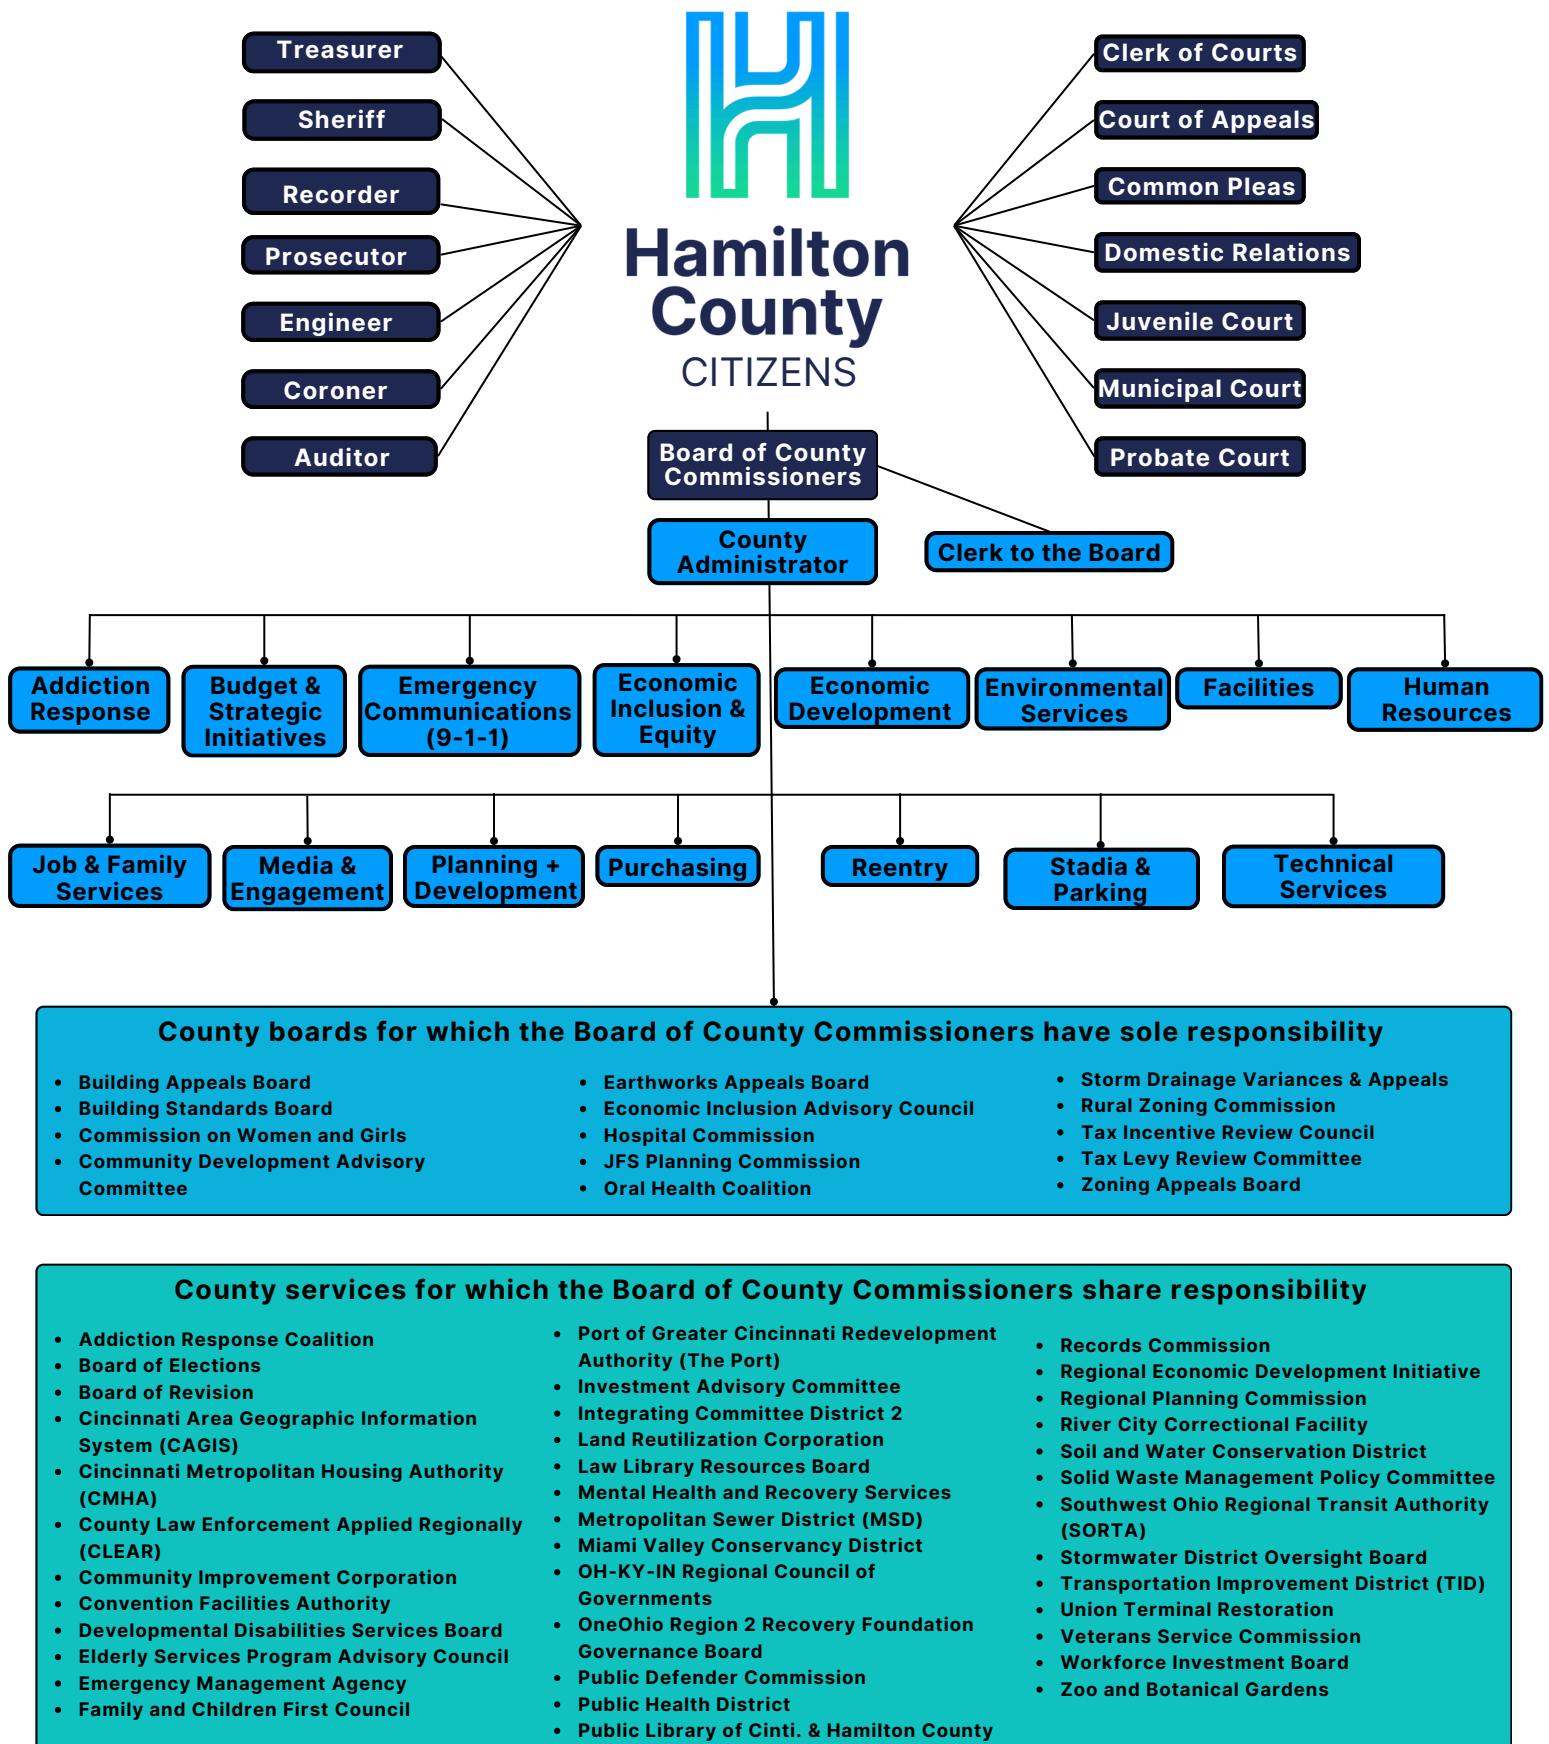 Treasurer
Sheriff
Recorder
Prosecutor
Engineer
Coroner
Auditor
Hamilton
County
CITIZENS
Clerk of Courts
Court of Appeals
Common Pleas
Domestic Relations
Juvenile Court
Municipal Court
Probate Court
Board of County
Commissioners
County
Administrator
Clerk to the Board
Addiction
Response
Budget &
Strategic
Initiatives
Emergency
Communications
(9-1-1)
Economic
Inclusion &
Equity
Economic
Development
Environmental
Services
Facilities
Human
Resources
Job & Family
Services
Media &
Engagement
Planning +
Development
Purchasing
Reentry
Stadia &
Parking
Technical
Services
County boards for which the Board of County Commissioners have sole responsibility
• Building Appeals Board
• Building Standards Board
• Commission on Women and Girls
• Community Development Advisory
Committee
• Earthworks Appeals Board
• Economic Inclusion Advisory Council
• Hospital Commission
• JFS Planning Commission
• Oral Health Coalition
• Storm Drainage Variances & Appeals
• Rural Zoning Commission
• Tax Incentive Review Council
• Tax Levy Review Committee
• Zoning Appeals Board
County services for which the Board of County Commissioners share responsibility
• Addiction Response Coalition
• Board of Elections
• Board of Revision
• Cincinnati Area Geographic Information
System (CAGIS)
• Cincinnati Metropolitan Housing Authority
(CMHA)
• County Law Enforcement Applied Regionally
(CLEAR)
• Community Improvement Corporation
• Convention Facilities Authority
• Developmental Disabilities Services Board
• Elderly Services Program Advisory Council
• Emergency Management Agency
• Family and Children First Council
• Port of Greater Cincinnati Redevelopment
Authority (The Port)
• Investment Advisory Committee
• Integrating Committee District 2
• Land Reutilization Corporation
• Law Library Resources Board
• Mental Health and Recovery Services
• Metropolitan Sewer District (MSD)
• Miami Valley Conservancy District
• OH-KY-IN Regional Council of
Governments
• OneOhio Region 2 Recovery Foundation
Governance Board
• Public Defender Commission
• Public Health District
• Public Library of Cinti. & Hamilton County
• Records Commission
• Regional Economic Development Initiative
• Regional Planning Commission
• River City Correctional Facility
• Soil and Water Conservation District
• Solid Waste Management Policy Committee
• Southwest Ohio Regional Transit Authority
(SORTA)
• Stormwater District Oversight Board
• Transportation Improvement District (TID)
• Union Terminal Restoration
• Veterans Service Commission
• Workforce Investment Board
• Zoo and Botanical Gardens